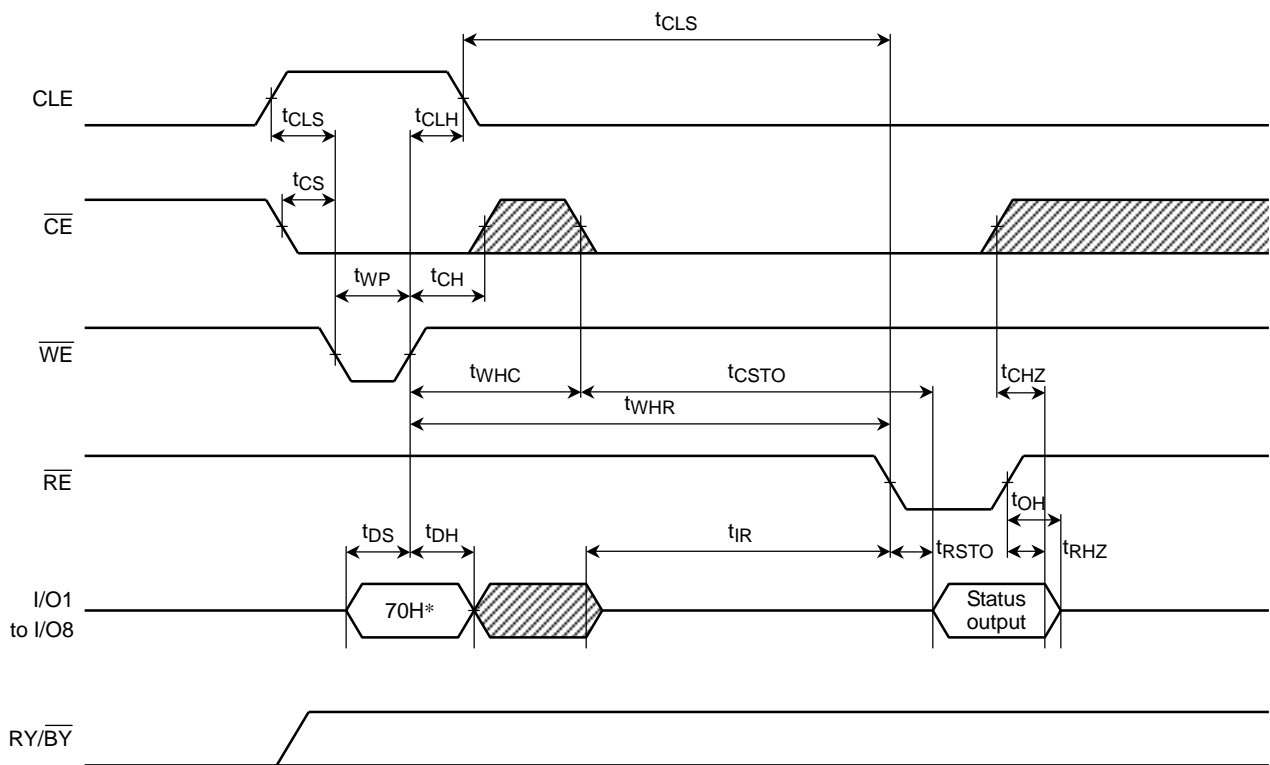 tCLS
CLE
tCLS
tCLH
tCS
CE
tWP
tCH
WE
tWHC
tCSTO
tCHZ
tWHR
RE
tOH
tDS
tDH
tIR
tRSTO
tRHZ
I/O1
to I/O8
70H*
Status
output
RY/BY